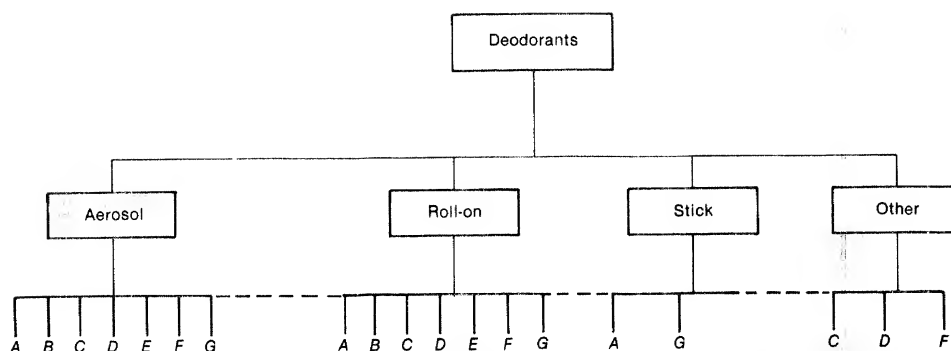 Deodorants
Aerosol Roll-on Stick Other
A B C D E F G A B C D E F G A G C D F